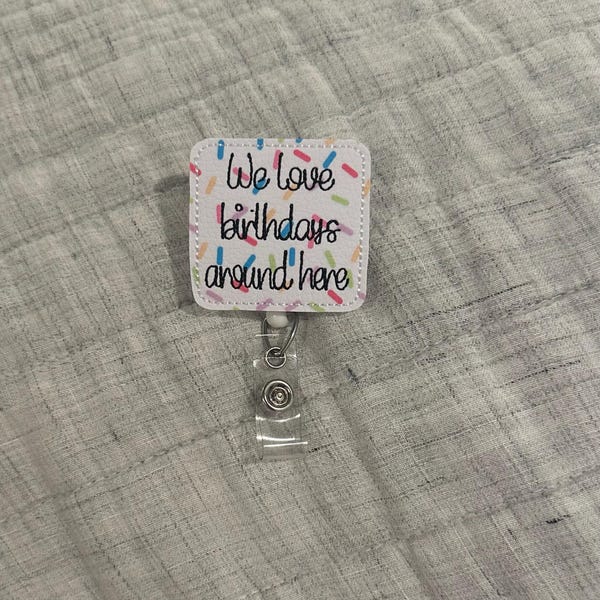 We love
birthdays
around here